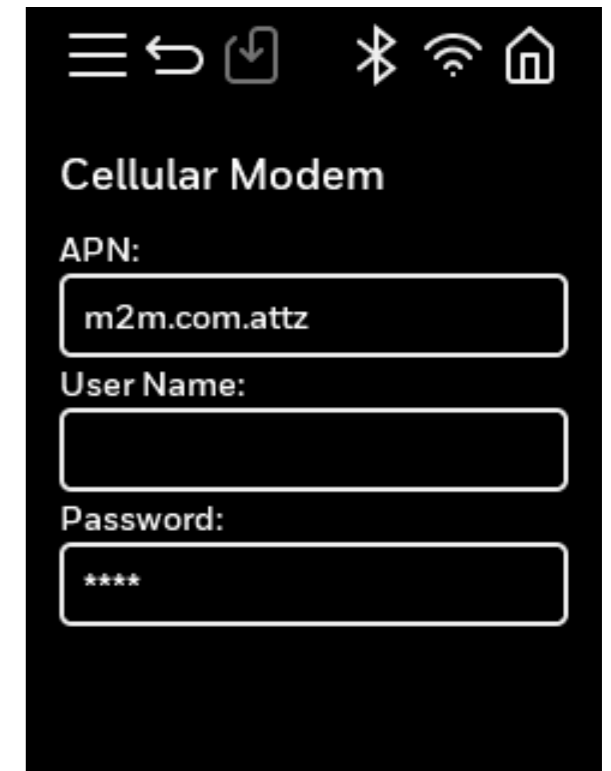 Cellular Modem
APN:
m2m.com.attz
User Name:
Password:
****